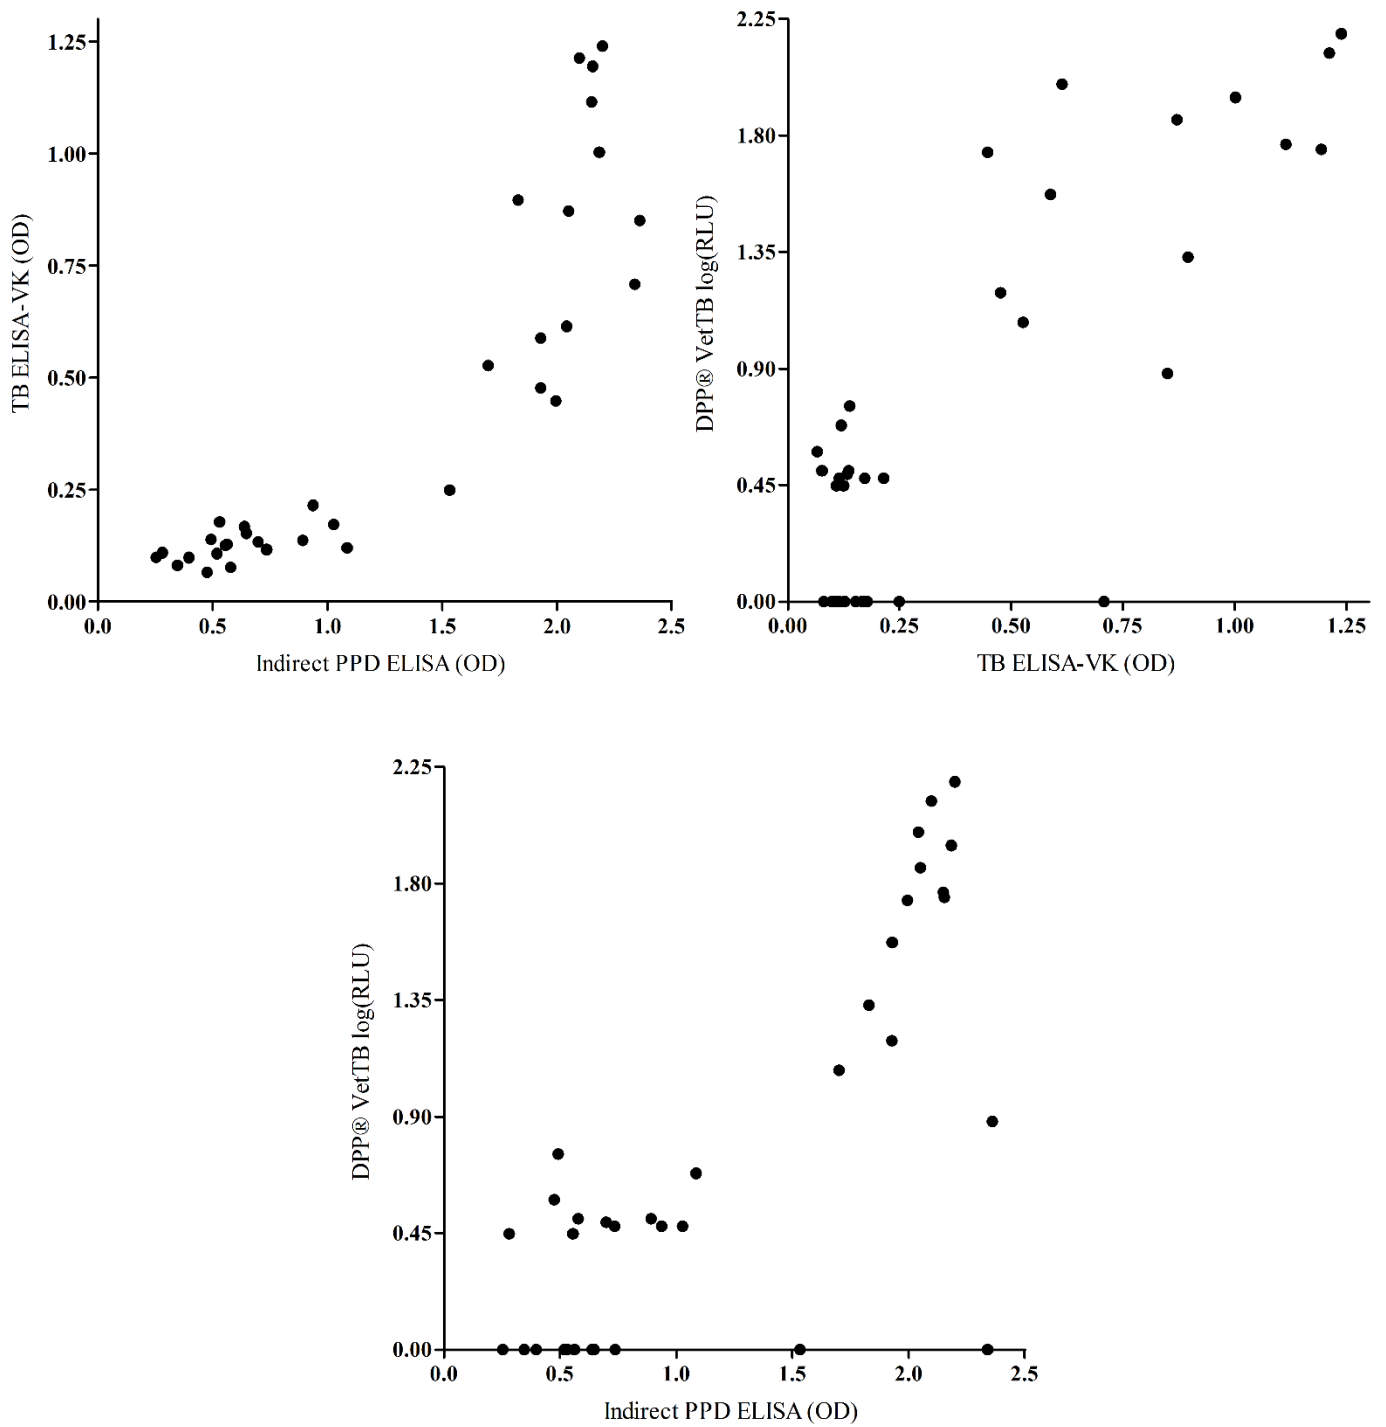 TB ELISA-VK (OD)
1.25
1.00
0.75
0.50
0.25
0.00
0.0 0.5 1.0 1.5 2.0 2.5
Indirect PPD ELISA (OD)
DPP® VetTB log(RLU)
2.25
1.80
1.35
0.90
0.45
0.00
0.00 0.25 0.50 0.75 1.00 1.25
TB ELISA-VK (OD)
DPP® VetTB log(RLU)
2.25
1.80
1.35
0.90
0.45
0.00
0.0 0.5 1.0 1.5 2.0 2.5
Indirect PPD ELISA (OD)